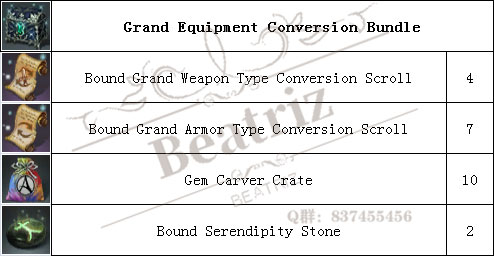 Grand Equipment Conversion Bundle
Bound Grand Weapon Type Conversion Scroll 4
Bound Grand Armor Type Conversion Scroll 7
Beatriz
Gem Carver Crate 10
BEATRIZ
Q群: 837455456
Bound Serendipity Stone 2